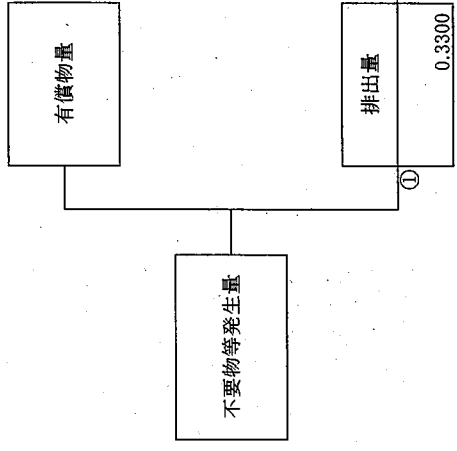 不要物等発生量
有償物量
①
排出量
0.3300